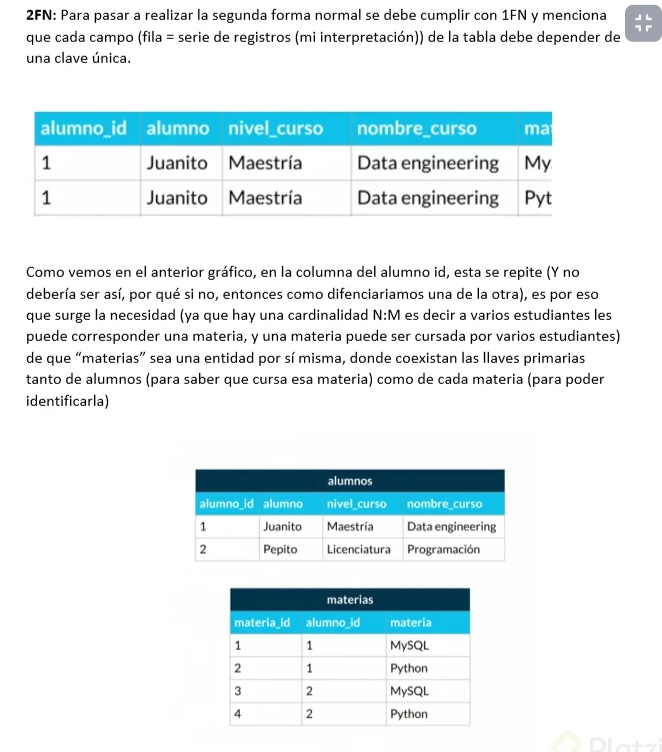 2FN: Para pasar a realizar la segunda forma normal se debe cumplir con 1FN y menciona
que cada campo (fila = serie de registros (mi interpretación)) de la tabla debe depender de
una clave única.
alumno_id alumno nivel_curso nombre_curso ma
1 Juanito Maestría Data engineering My
1 Juanito Maestría Data engineering Pyt
Como vemos en el anterior gráfico, en la columna del alumno id, esta se repite (Y no
debería ser así, por qué si no, entonces como difenciariamos una de la otra), es por eso
que surge la necesidad (ya que hay una cardinalidad N:M es decir a varios estudiantes les
puede corresponder una materia, y una materia puede ser cursada por varios estudiantes)
de que “materias” sea una entidad por sí misma, donde coexistan las llaves primarias
tanto de alumnos (para saber que cursa esa materia) como de cada materia (para poder
identificarla)
alumnos
alumno_id alumno nivel_curso nombre_curso
1 Juanito Maestría Data engineering
2 Pepito Licenciatura Programación
materias
materia_id alumno_id materia
1 1 MySQL
2 1 Python
3 2 MySQL
4 2 Python
Platzi